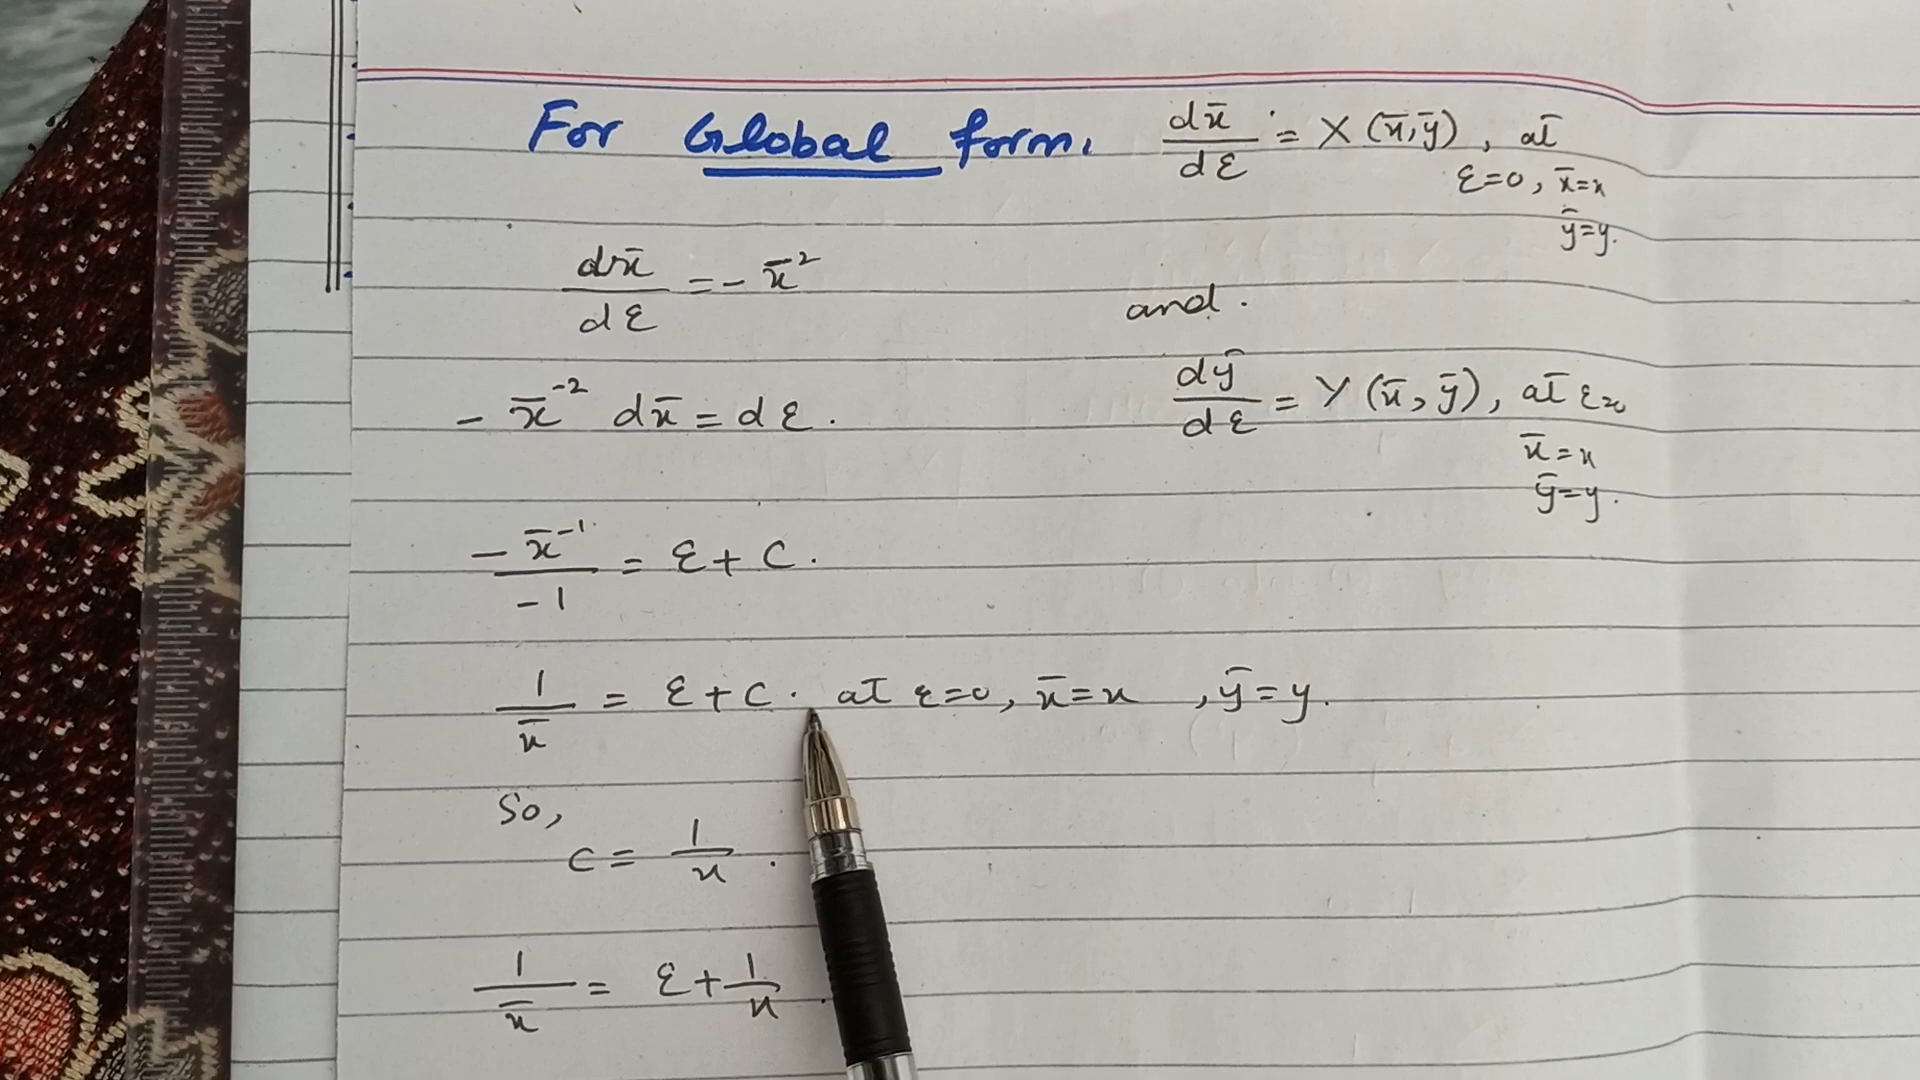 For Global form. dx̄/dε = X(x̄,ȳ), at
ε=0, x̄=x
ȳ=y.
dx̄/dε = - x̄²
and.
- x̄⁻² dx̄ = dε.
dȳ/dε = Y(x̄,ȳ), at ε=0
x̄=x
ȳ=y.
- x̄⁻¹/-1 = ε+c.
1/x̄ = ε+c. at ε=0, x̄=x, ȳ=y.
So,
c = 1/x.
1/x̄ = ε+1/x